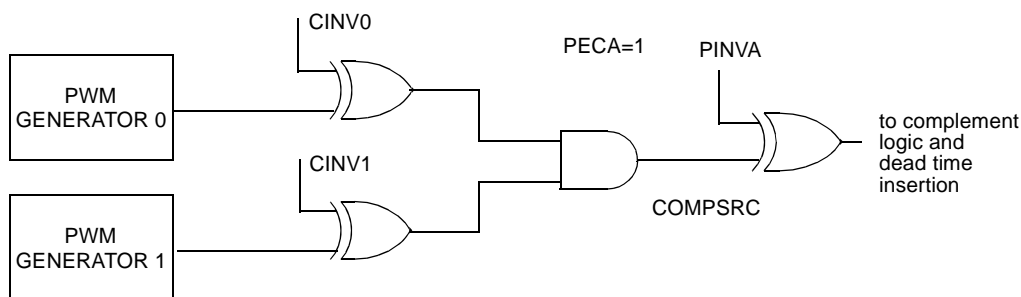 CINV0
PECA=1
PINVA
PWM
GENERATOR 0
to complement
logic and
dead time
insertion
CINV1
COMPSRC
PWM
GENERATOR 1